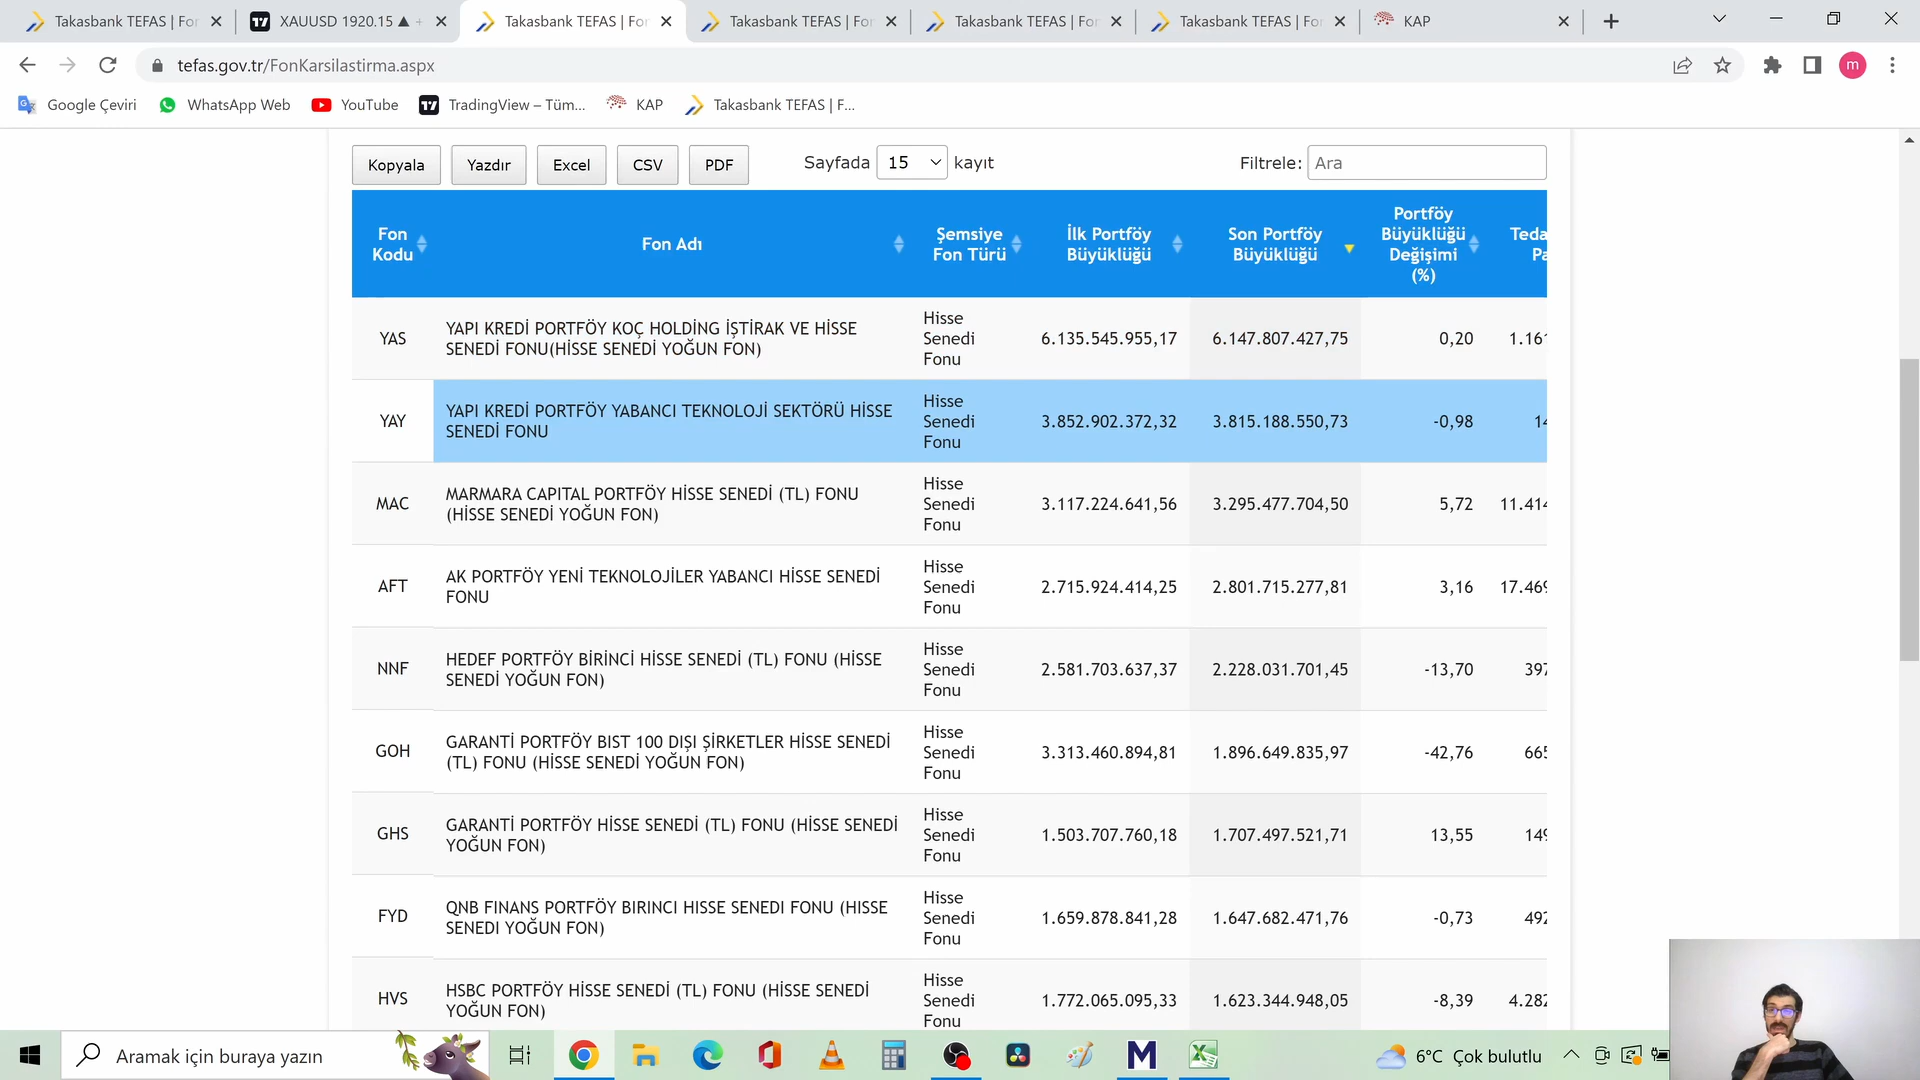 Takasbank TEFAS | For
XAUUSD 1920.15 ▲ +
Takasbank TEFAS | Fo
Takasbank TEFAS | For
Takasbank TEFAS | For
Takasbank TEFAS | For
KAP
tefas.gov.tr/FonKarsilastirma.aspx
m
Google Çeviri
WhatsApp Web
YouTube
TradingView – Tüm...
KAP
Takasbank TEFAS | F...
Kopyala
Yazdır
Excel
CSV
PDF
Sayfada 15 kayıt
Filtrele: Ara
Fon Kodu
Fon Adı
Şemsiye Fon Türü
İlk Portföy Büyüklüğü
Son Portföy Büyüklüğü
Portföy Büyüklüğü Değişimi (%)
YAS
YAPI KREDİ PORTFÖY KOÇ HOLDİNG İŞTİRAK VE HİSSE
SENEDİ FONU(HİSSE SENEDİ YOĞUN FON)
Hisse
Senedi
Fonu
6.135.545.955,17
6.147.807.427,75
0,20
YAY
YAPI KREDİ PORTFÖY YABANCI TEKNOLOJİ SEKTÖRÜ HİSSE
SENEDİ FONU
Hisse
Senedi
Fonu
3.852.902.372,32
3.815.188.550,73
-0,98
MAC
MARMARA CAPITAL PORTFÖY HİSSE SENEDİ (TL) FONU
(HİSSE SENEDİ YOĞUN FON)
Hisse
Senedi
Fonu
3.117.224.641,56
3.295.477.704,50
5,72
AFT
AK PORTFÖY YENİ TEKNOLOJİLER YABANCI HİSSE SENEDİ
FONU
Hisse
Senedi
Fonu
2.715.924.414,25
2.801.715.277,81
3,16
NNF
HEDEF PORTFÖY BİRİNCİ HİSSE SENEDİ (TL) FONU (HİSSE
SENEDİ YOĞUN FON)
Hisse
Senedi
Fonu
2.581.703.637,37
2.228.031.701,45
-13,70
GOH
GARANTİ PORTFÖY BIST 100 DIŞI ŞİRKETLER HİSSE SENEDİ
(TL) FONU (HİSSE SENEDİ YOĞUN FON)
Hisse
Senedi
Fonu
3.313.460.894,81
1.896.649.835,97
-42,76
GHS
GARANTİ PORTFÖY HİSSE SENEDİ (TL) FONU (HİSSE SENEDİ
YOĞUN FON)
Hisse
Senedi
Fonu
1.503.707.760,18
1.707.497.521,71
13,55
FYD
QNB FINANS PORTFÖY BIRINCI HISSE SENEDI FONU (HISSE
SENEDI YOĞUN FON)
Hisse
Senedi
Fonu
1.659.878.841,28
1.647.682.471,76
-0,73
HVS
HSBC PORTFÖY HİSSE SENEDİ (TL) FONU (HİSSE SENEDİ
YOĞUN FON)
Hisse
Senedi
Fonu
1.772.065.095,33
1.623.344.948,05
-8,39
Aramak için buraya yazın
6°C Çok bulutlu